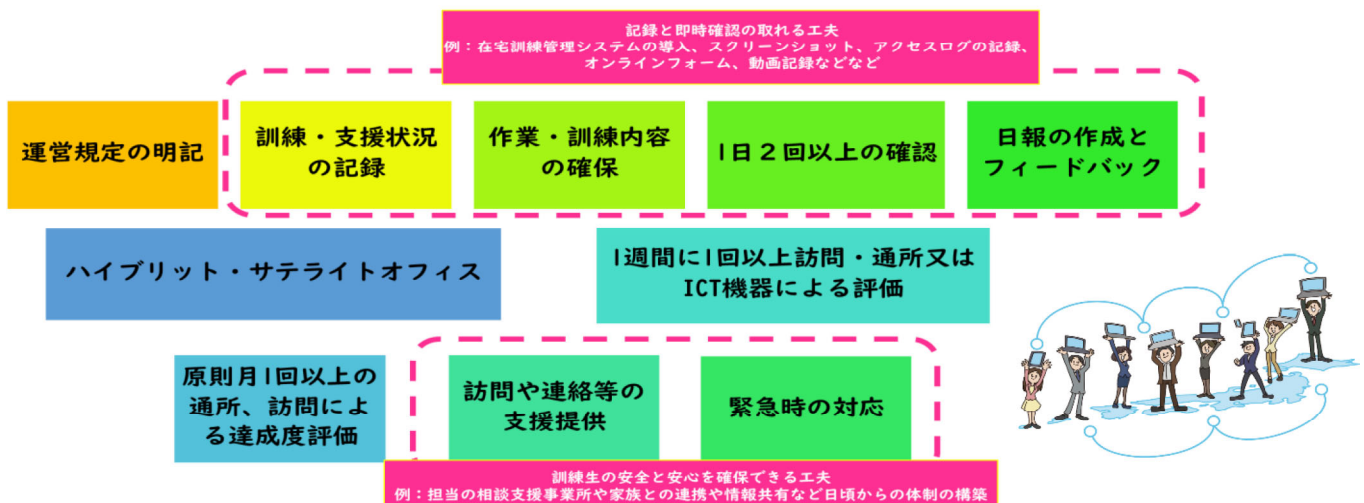 記録と即時確認の取れる工夫
例：在宅訓練管理システムの導入、スクリーンショット、アクセスログの記録、
オンラインフォーム、動画記録などなど
運営規定の明記
訓練・支援状況
の記録
作業・訓練内容
の確保
1日２回以上の確認
日報の作成と
フィードバック
ハイブリット・サテライトオフィス
1週間に1回以上訪問・通所又は
ICT機器による評価
原則月1回以上の
通所、訪問によ
る達成度評価
訪問や連絡等の
支援提供
緊急時の対応
訓練生の安全と安心を確保できる工夫
例：担当の相談支援事業所や家族との連携や情報共有など日頃からの体制の構築